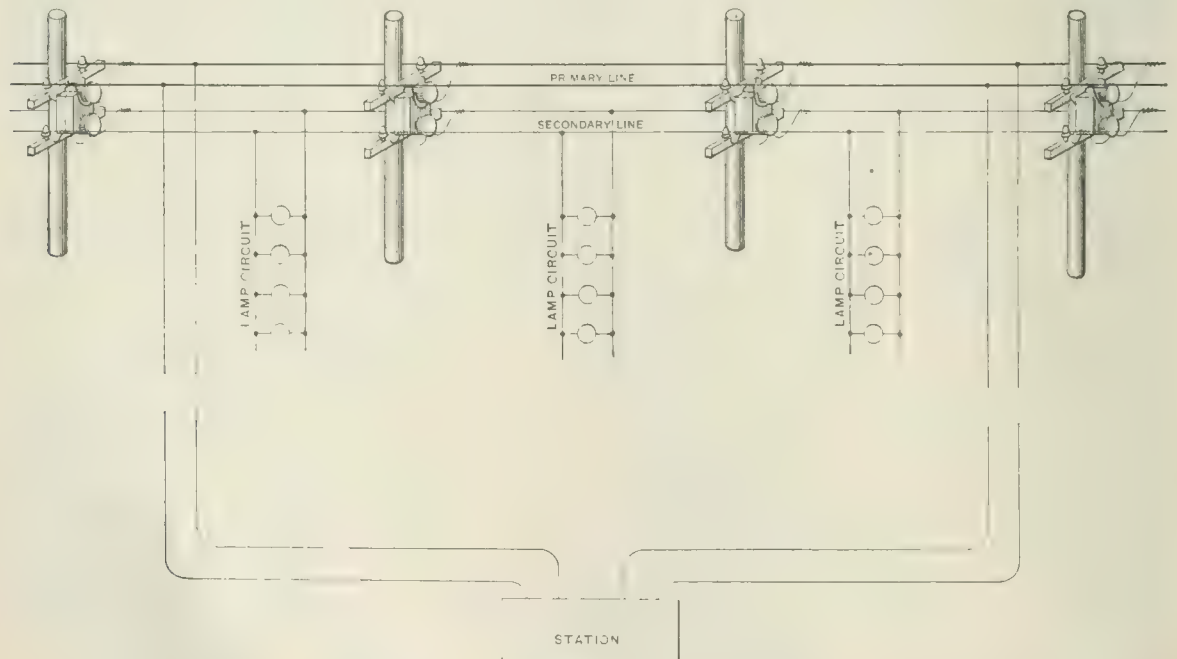 PRIMARY LINE
SECONDARY LINE
LAMP CIRCUIT
LAMP CIRCUIT
LAMP CIRCUIT
STATION